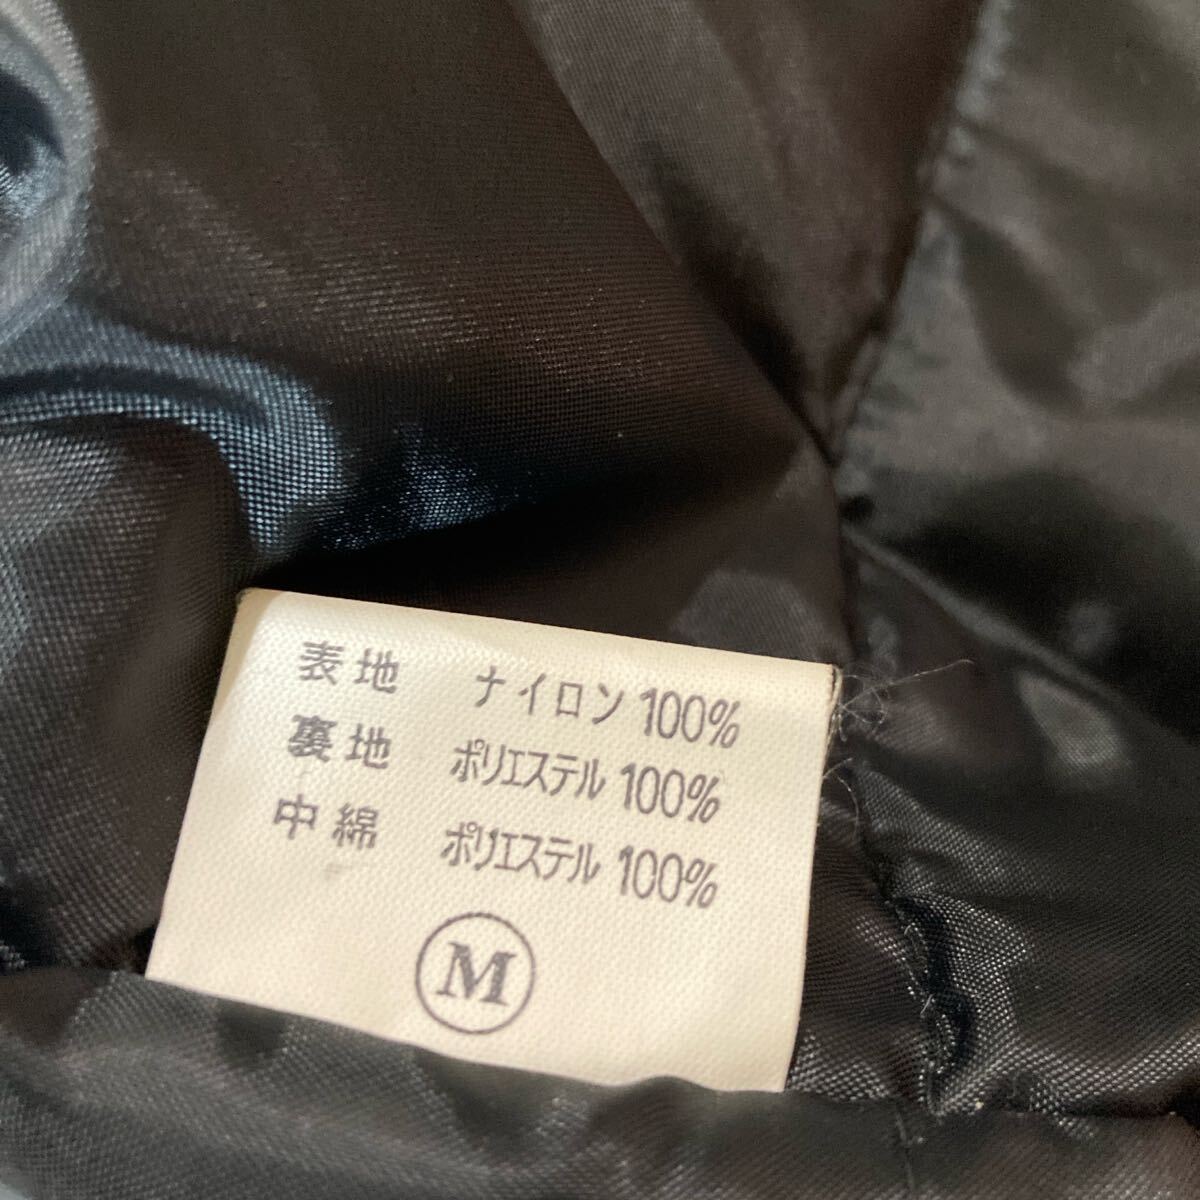 表地 ナイロン 100%
裏地 ポリエステル 100%
中綿 ポリエステル 100%
M